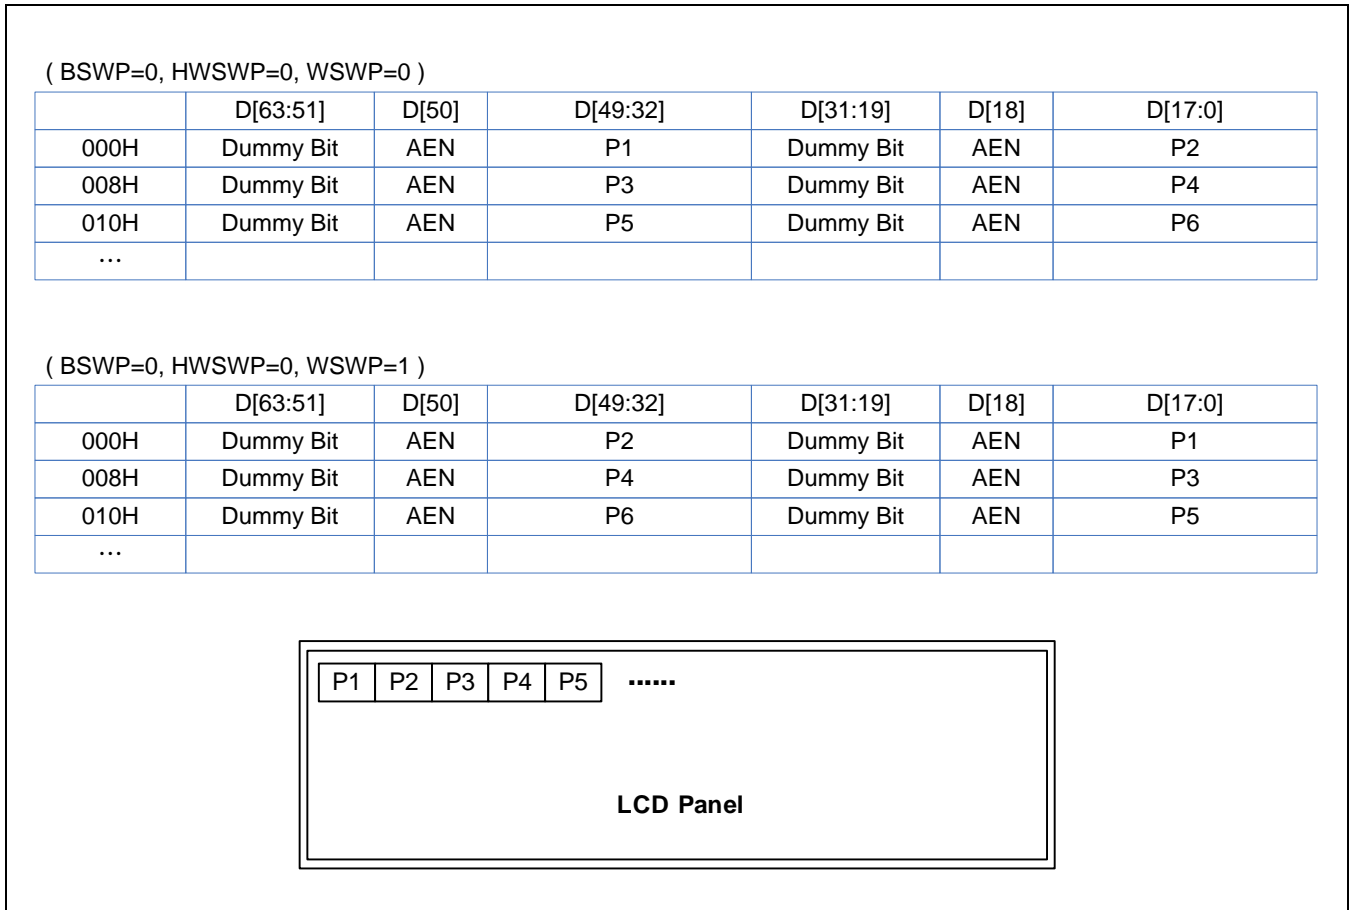 ( BSWP=0, HWSWP=0, WSWP=0 )
D[63:51] D[50] D[49:32] D[31:19] D[18] D[17:0]
000H Dummy Bit AEN P1 Dummy Bit AEN P2
008H Dummy Bit AEN P3 Dummy Bit AEN P4
010H Dummy Bit AEN P5 Dummy Bit AEN P6
…
( BSWP=0, HWSWP=0, WSWP=1 )
D[63:51] D[50] D[49:32] D[31:19] D[18] D[17:0]
000H Dummy Bit AEN P2 Dummy Bit AEN P1
008H Dummy Bit AEN P4 Dummy Bit AEN P3
010H Dummy Bit AEN P6 Dummy Bit AEN P5
…
P1 P2 P3 P4 P5 ......
LCD Panel